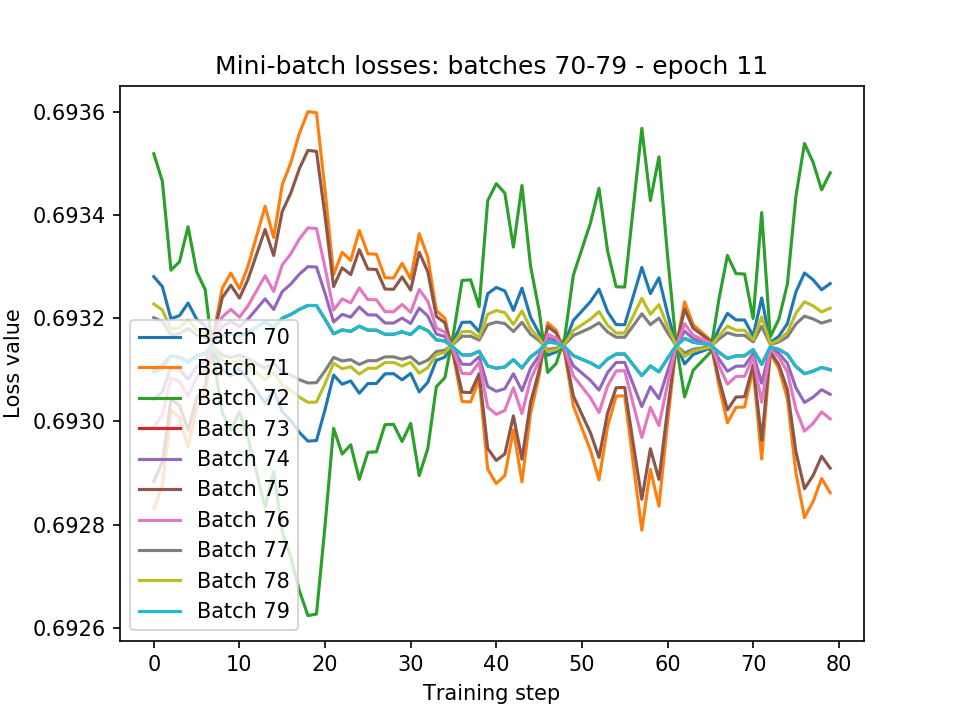 Mini-batch losses: batches 70-79 - epoch 11
Loss value
0.6936
0.6934
0.6932
0.6930
0.6928
0.6926
Batch 70
Batch 71
Batch 72
Batch 73
Batch 74
Batch 75
Batch 76
Batch 77
Batch 78
Batch 79
0 10 20 30 40 50 60 70 80
Training step